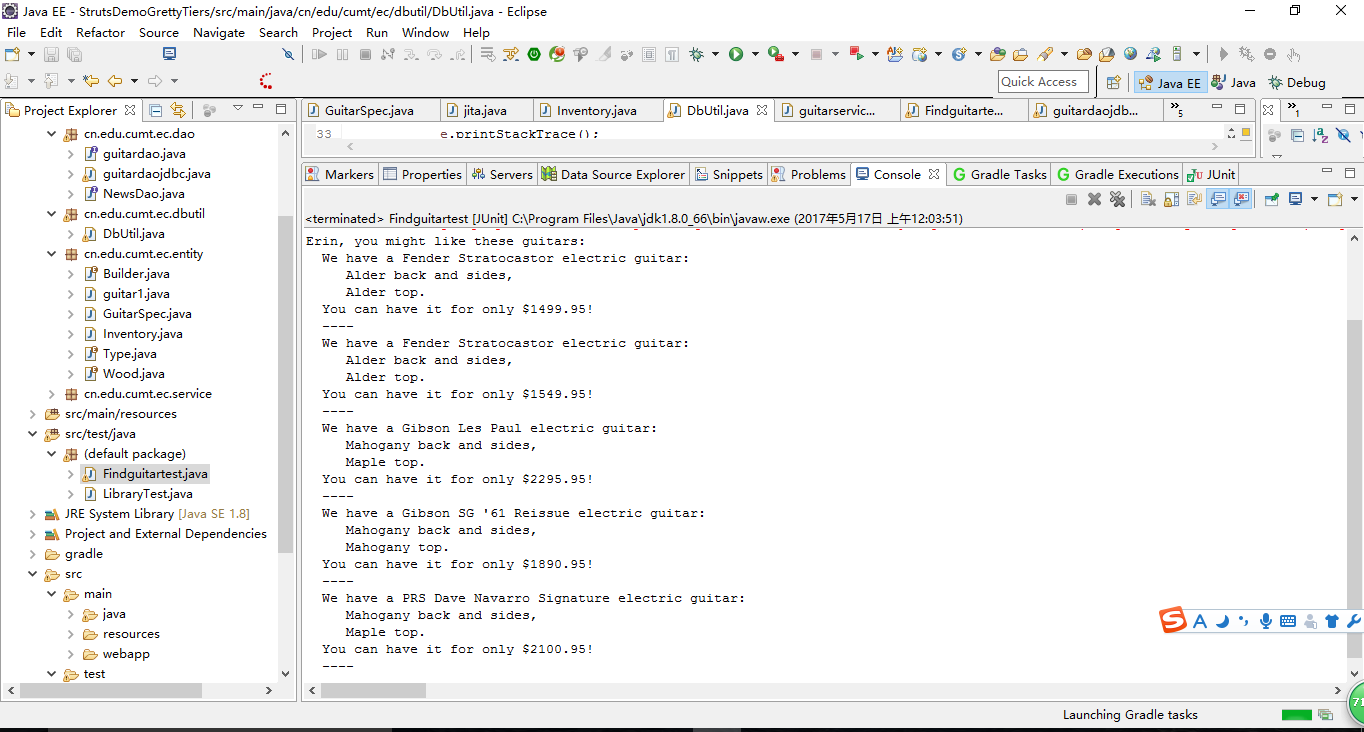 Java EE - StrutsDemoGrettyTiers/src/main/java/cn/edu/cumt/ec/dbutil/DbUtil.java - Eclipse
File Edit Refactor Source Navigate Search Project Run Window Help
Quick Access
Java EE
Java
Debug
Project Explorer
cn.edu.cumt.ec.dao
guitardao.java
guitardaojdbc.java
NewsDao.java
cn.edu.cumt.ec.dbutil
DbUtil.java
cn.edu.cumt.ec.entity
Builder.java
guitar1.java
GuitarSpec.java
Inventory.java
Type.java
Wood.java
cn.edu.cumt.ec.service
src/main/resources
src/test/java
(default package)
Findguitartest.java
LibraryTest.java
JRE System Library [Java SE 1.8]
Project and External Dependencies
gradle
src
main
java
resources
webapp
test
GuitarSpec.java jita.java Inventory.java DbUtil.java guitarservic... Findguitarte... guitardaojdb... »5
»1
33 e.printStackTrace();
Markers Properties Servers Data Source Explorer Snippets Problems Console Gradle Tasks Gradle Executions JUnit
<terminated> Findguitartest [JUnit] C:\Program Files\Java\jdk1.8.0_66\bin\javaw.exe (2017年5月17日 上午12:03:51)
Erin, you might like these guitars:
We have a Fender Stratocastor electric guitar:
Alder back and sides,
Alder top.
You can have it for only $1499.95!
----
We have a Fender Stratocastor electric guitar:
Alder back and sides,
Alder top.
You can have it for only $1549.95!
----
We have a Gibson Les Paul electric guitar:
Mahogany back and sides,
Maple top.
You can have it for only $2295.95!
----
We have a Gibson SG '61 Reissue electric guitar:
Mahogany back and sides,
Mahogany top.
You can have it for only $1890.95!
----
We have a PRS Dave Navarro Signature electric guitar:
Mahogany back and sides,
Maple top.
You can have it for only $2100.95!
----
Launching Gradle tasks
71